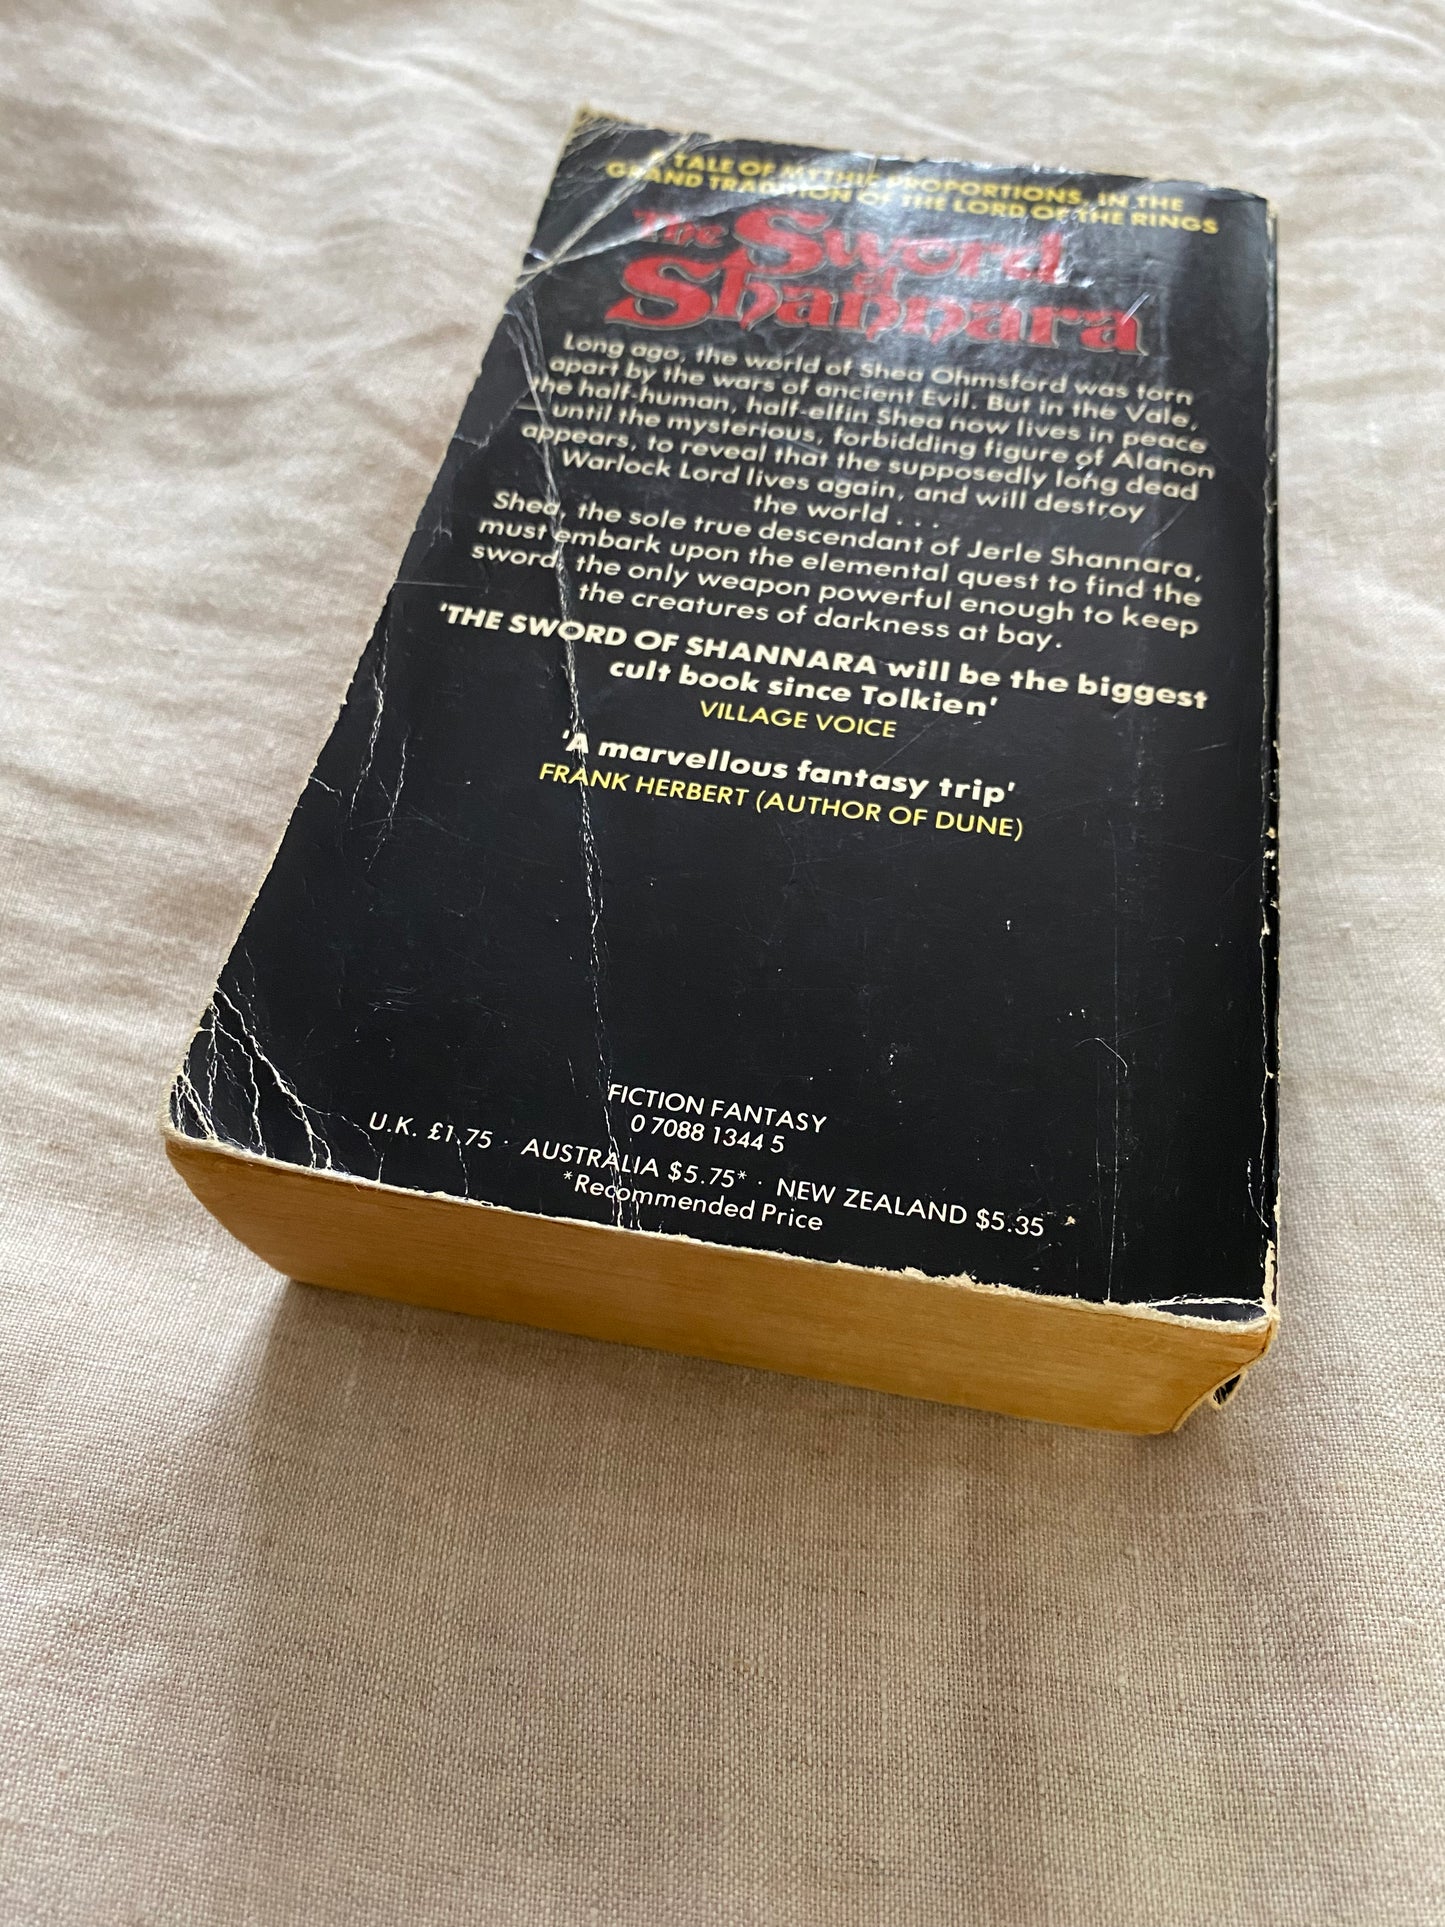 A TALE OF MYTHIC PROPORTIONS, IN THE
GRAND TRADITION OF THE LORD OF THE RINGS
The Sword
of
Shannara
Long ago, the world of Shea Ohmsford was torn
apart by the wars of ancient Evil. But in the Vale,
the half-human, half-elfin Shea now lives in peace
– until the mysterious, forbidding figure of Alanon
appears, to reveal that the supposedly long dead
Warlock Lord lives again, and will destroy
the world . . .
Shea, the sole true descendant of Jerle Shannara,
must embark upon the elemental quest to find the
sword, the only weapon powerful enough to keep
the creatures of darkness at bay.
'THE SWORD OF SHANNARA will be the biggest
cult book since Tolkien'
VILLAGE VOICE
'A marvellous fantasy trip'
FRANK HERBERT (AUTHOR OF DUNE)
FICTION FANTASY
0 7088 1344 5
U.K. £1.75 · AUSTRALIA $5.75* · NEW ZEALAND $5.35
*Recommended Price